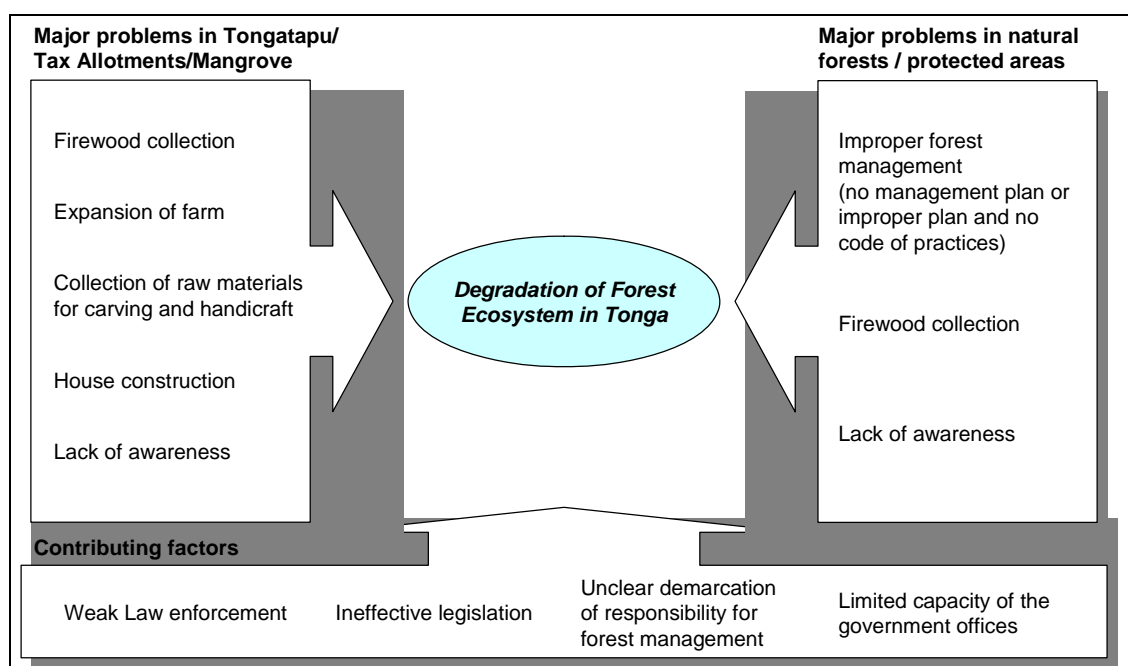 Major problems in Tongatapu/
Tax Allotments/Mangrove
Firewood collection
Expansion of farm
Collection of raw materials
for carving and handicraft
House construction
Lack of awareness
Degradation of Forest
Ecosystem in Tonga
Major problems in natural
forests / protected areas
Improper forest
management
(no management plan or
improper plan and no
code of practices)
Firewood collection
Lack of awareness
Contributing factors
Weak Law enforcement
Ineffective legislation
Unclear demarcation
of responsibility for
forest management
Limited capacity of the
government offices